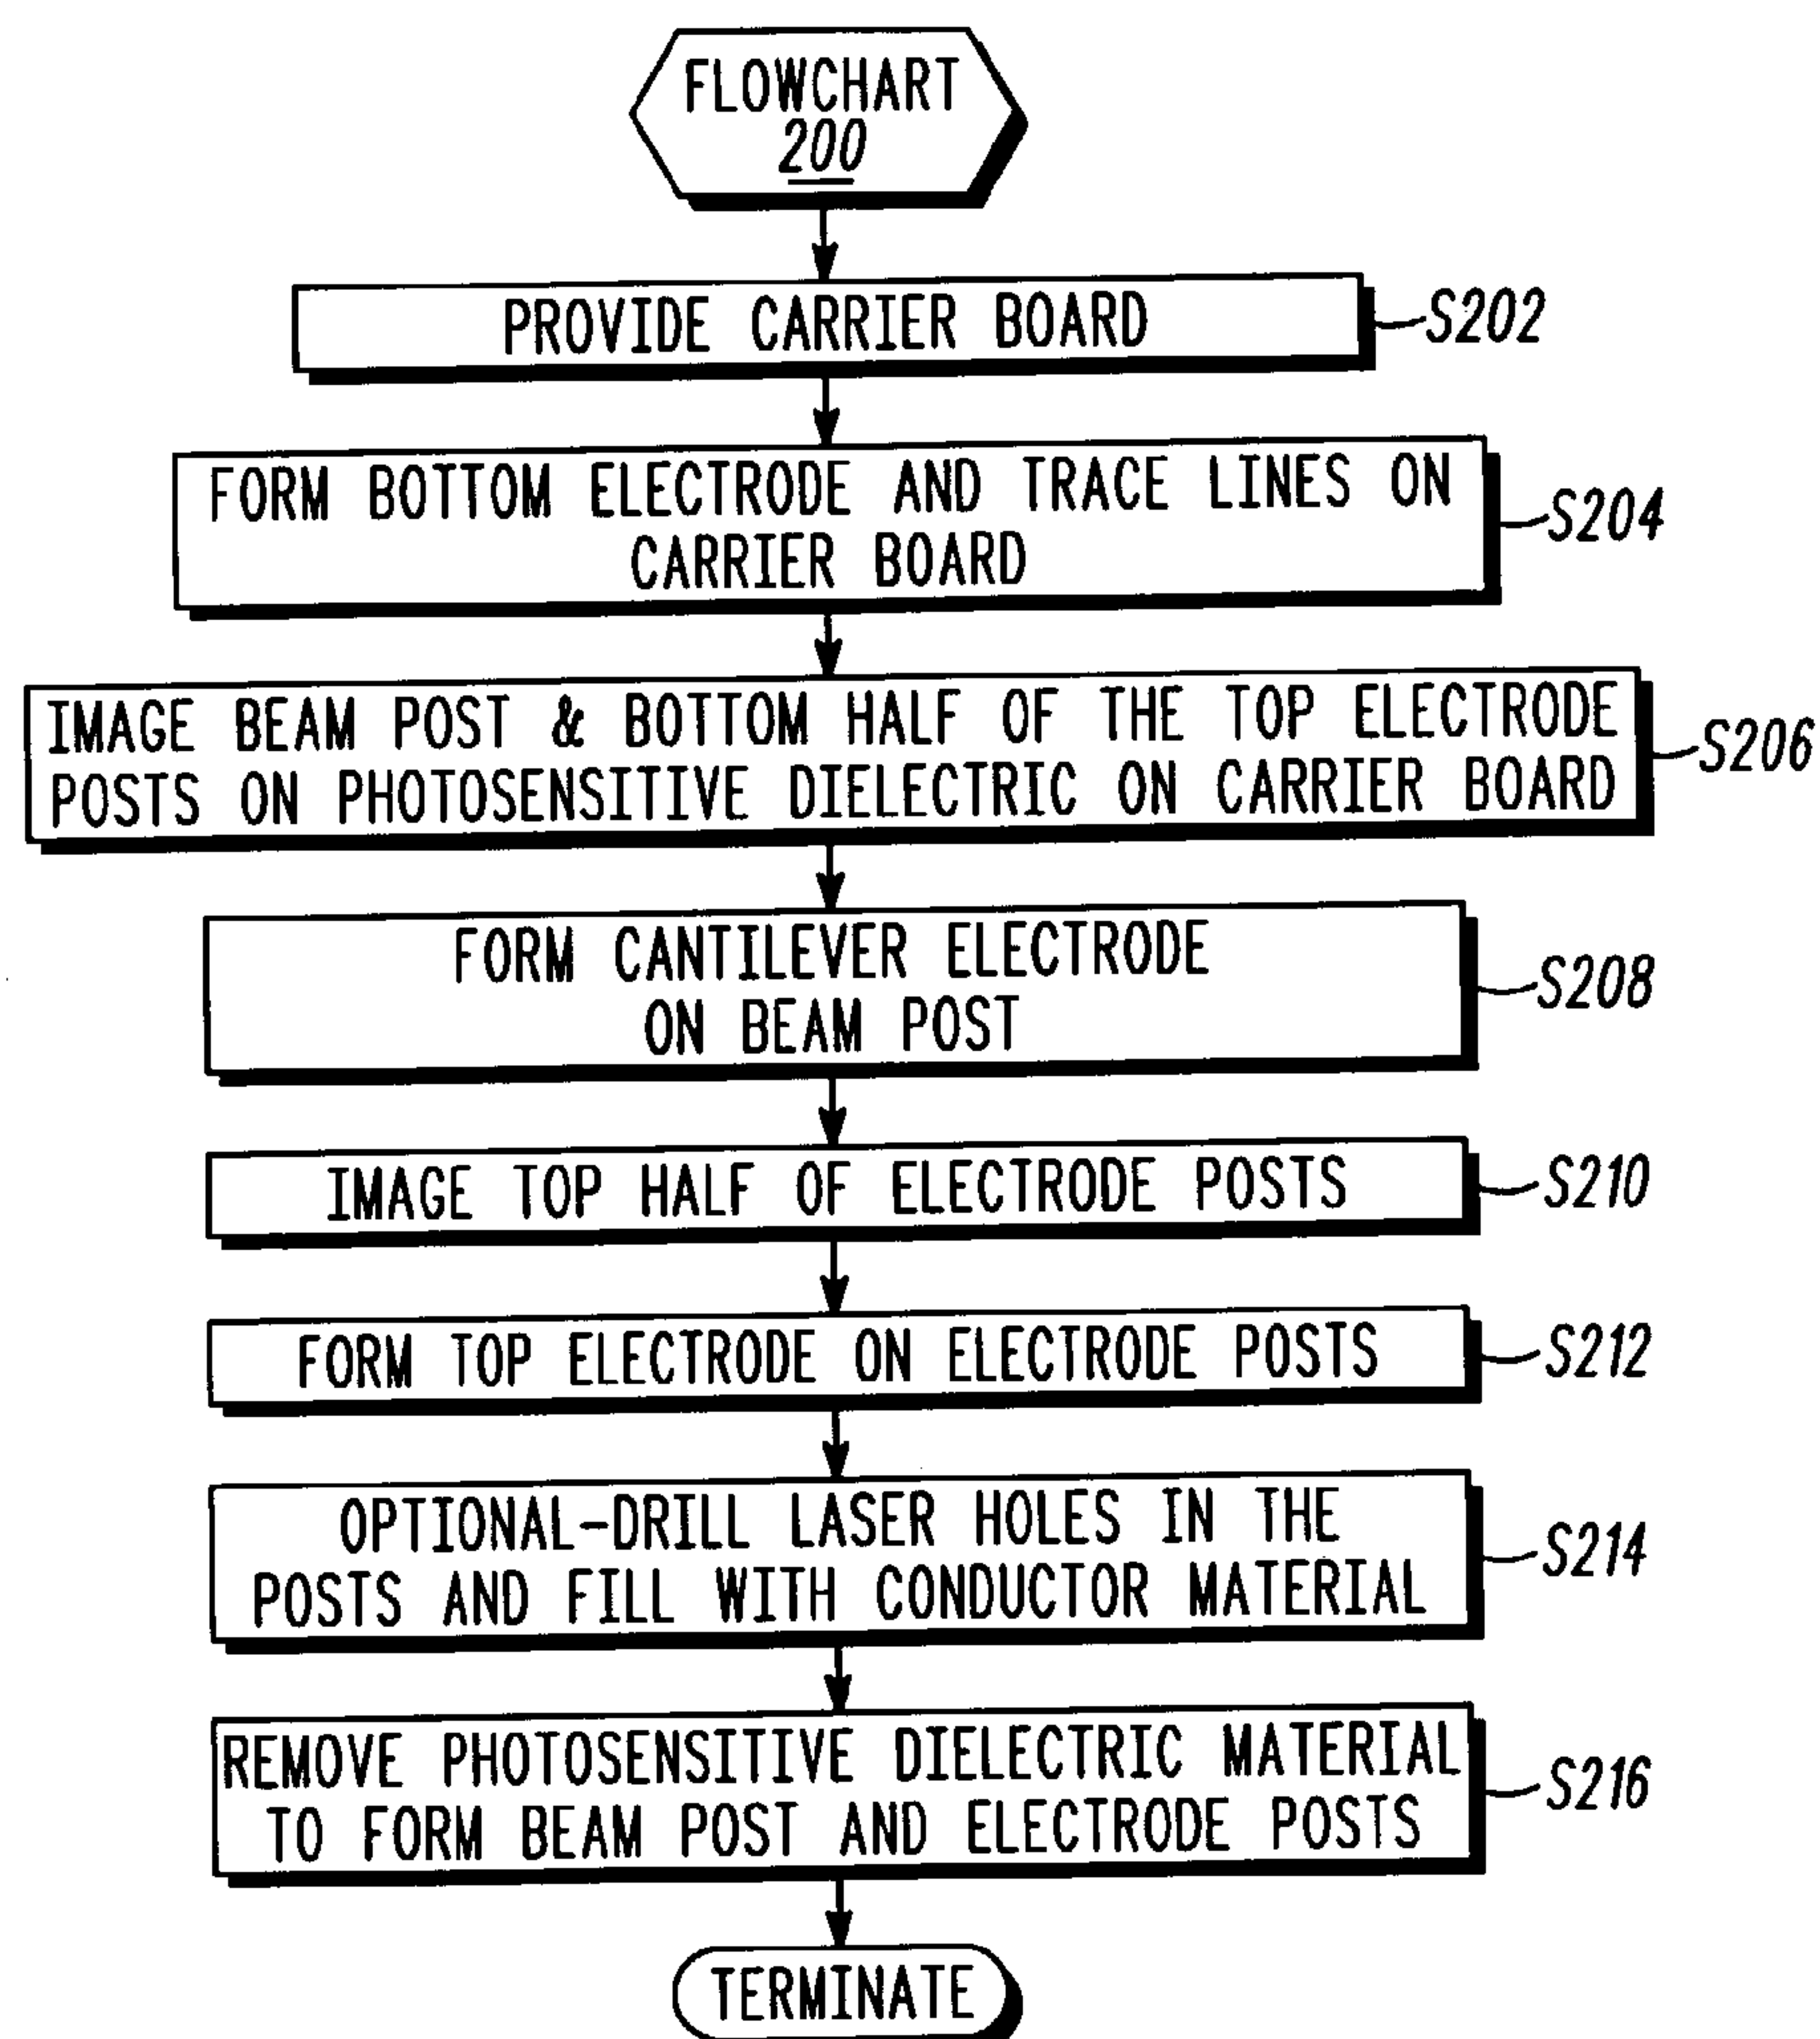 FLOWCHART
200
PROVIDE CARRIER BOARD
S202
FORM BOTTOM ELECTRODE AND TRACE LINES ON
CARRIER BOARD
S204
IMAGE BEAM POST & BOTTOM HALF OF THE TOP ELECTRODE
POSTS ON PHOTOSENSITIVE DIELECTRIC ON CARRIER BOARD
S206
FORM CANTILEVER ELECTRODE
ON BEAM POST
S208
IMAGE TOP HALF OF ELECTRODE POSTS
S210
FORM TOP ELECTRODE ON ELECTRODE POSTS
S212
OPTIONAL-DRILL LASER HOLES IN THE
POSTS AND FILL WITH CONDUCTOR MATERIAL
S214
REMOVE PHOTOSENSITIVE DIELECTRIC MATERIAL
TO FORM BEAM POST AND ELECTRODE POSTS
S216
TERMINATE